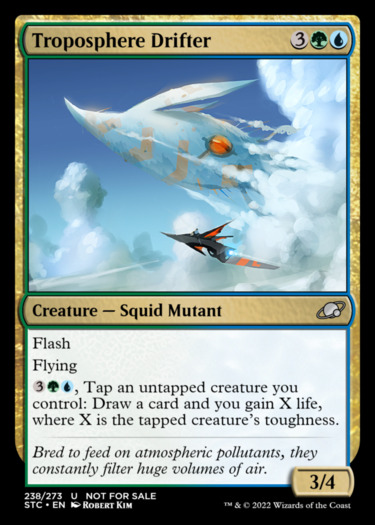 Troposphere Drifter 3
Creature — Squid Mutant
Flash
Flying
3, Tap an untapped creature you
control: Draw a card and you gain X life,
where X is the tapped creature's toughness.
Bred to feed on atmospheric pollutants, they
constantly filter huge volumes of air.
3/4
238/273 U NOT FOR SALE
STC • EN Robert Kim
™ & © 2022 Wizards of the Coast